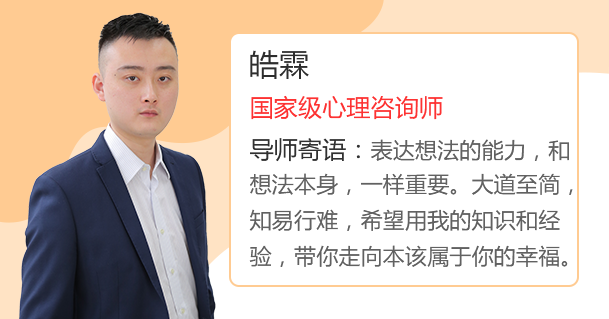 皓霖
国家级心理咨询师
导师寄语：表达想法的能力，和
想法本身，一样重要。大道至简，
知易行难，希望用我的知识和经
验，带你走向本该属于你的幸福。